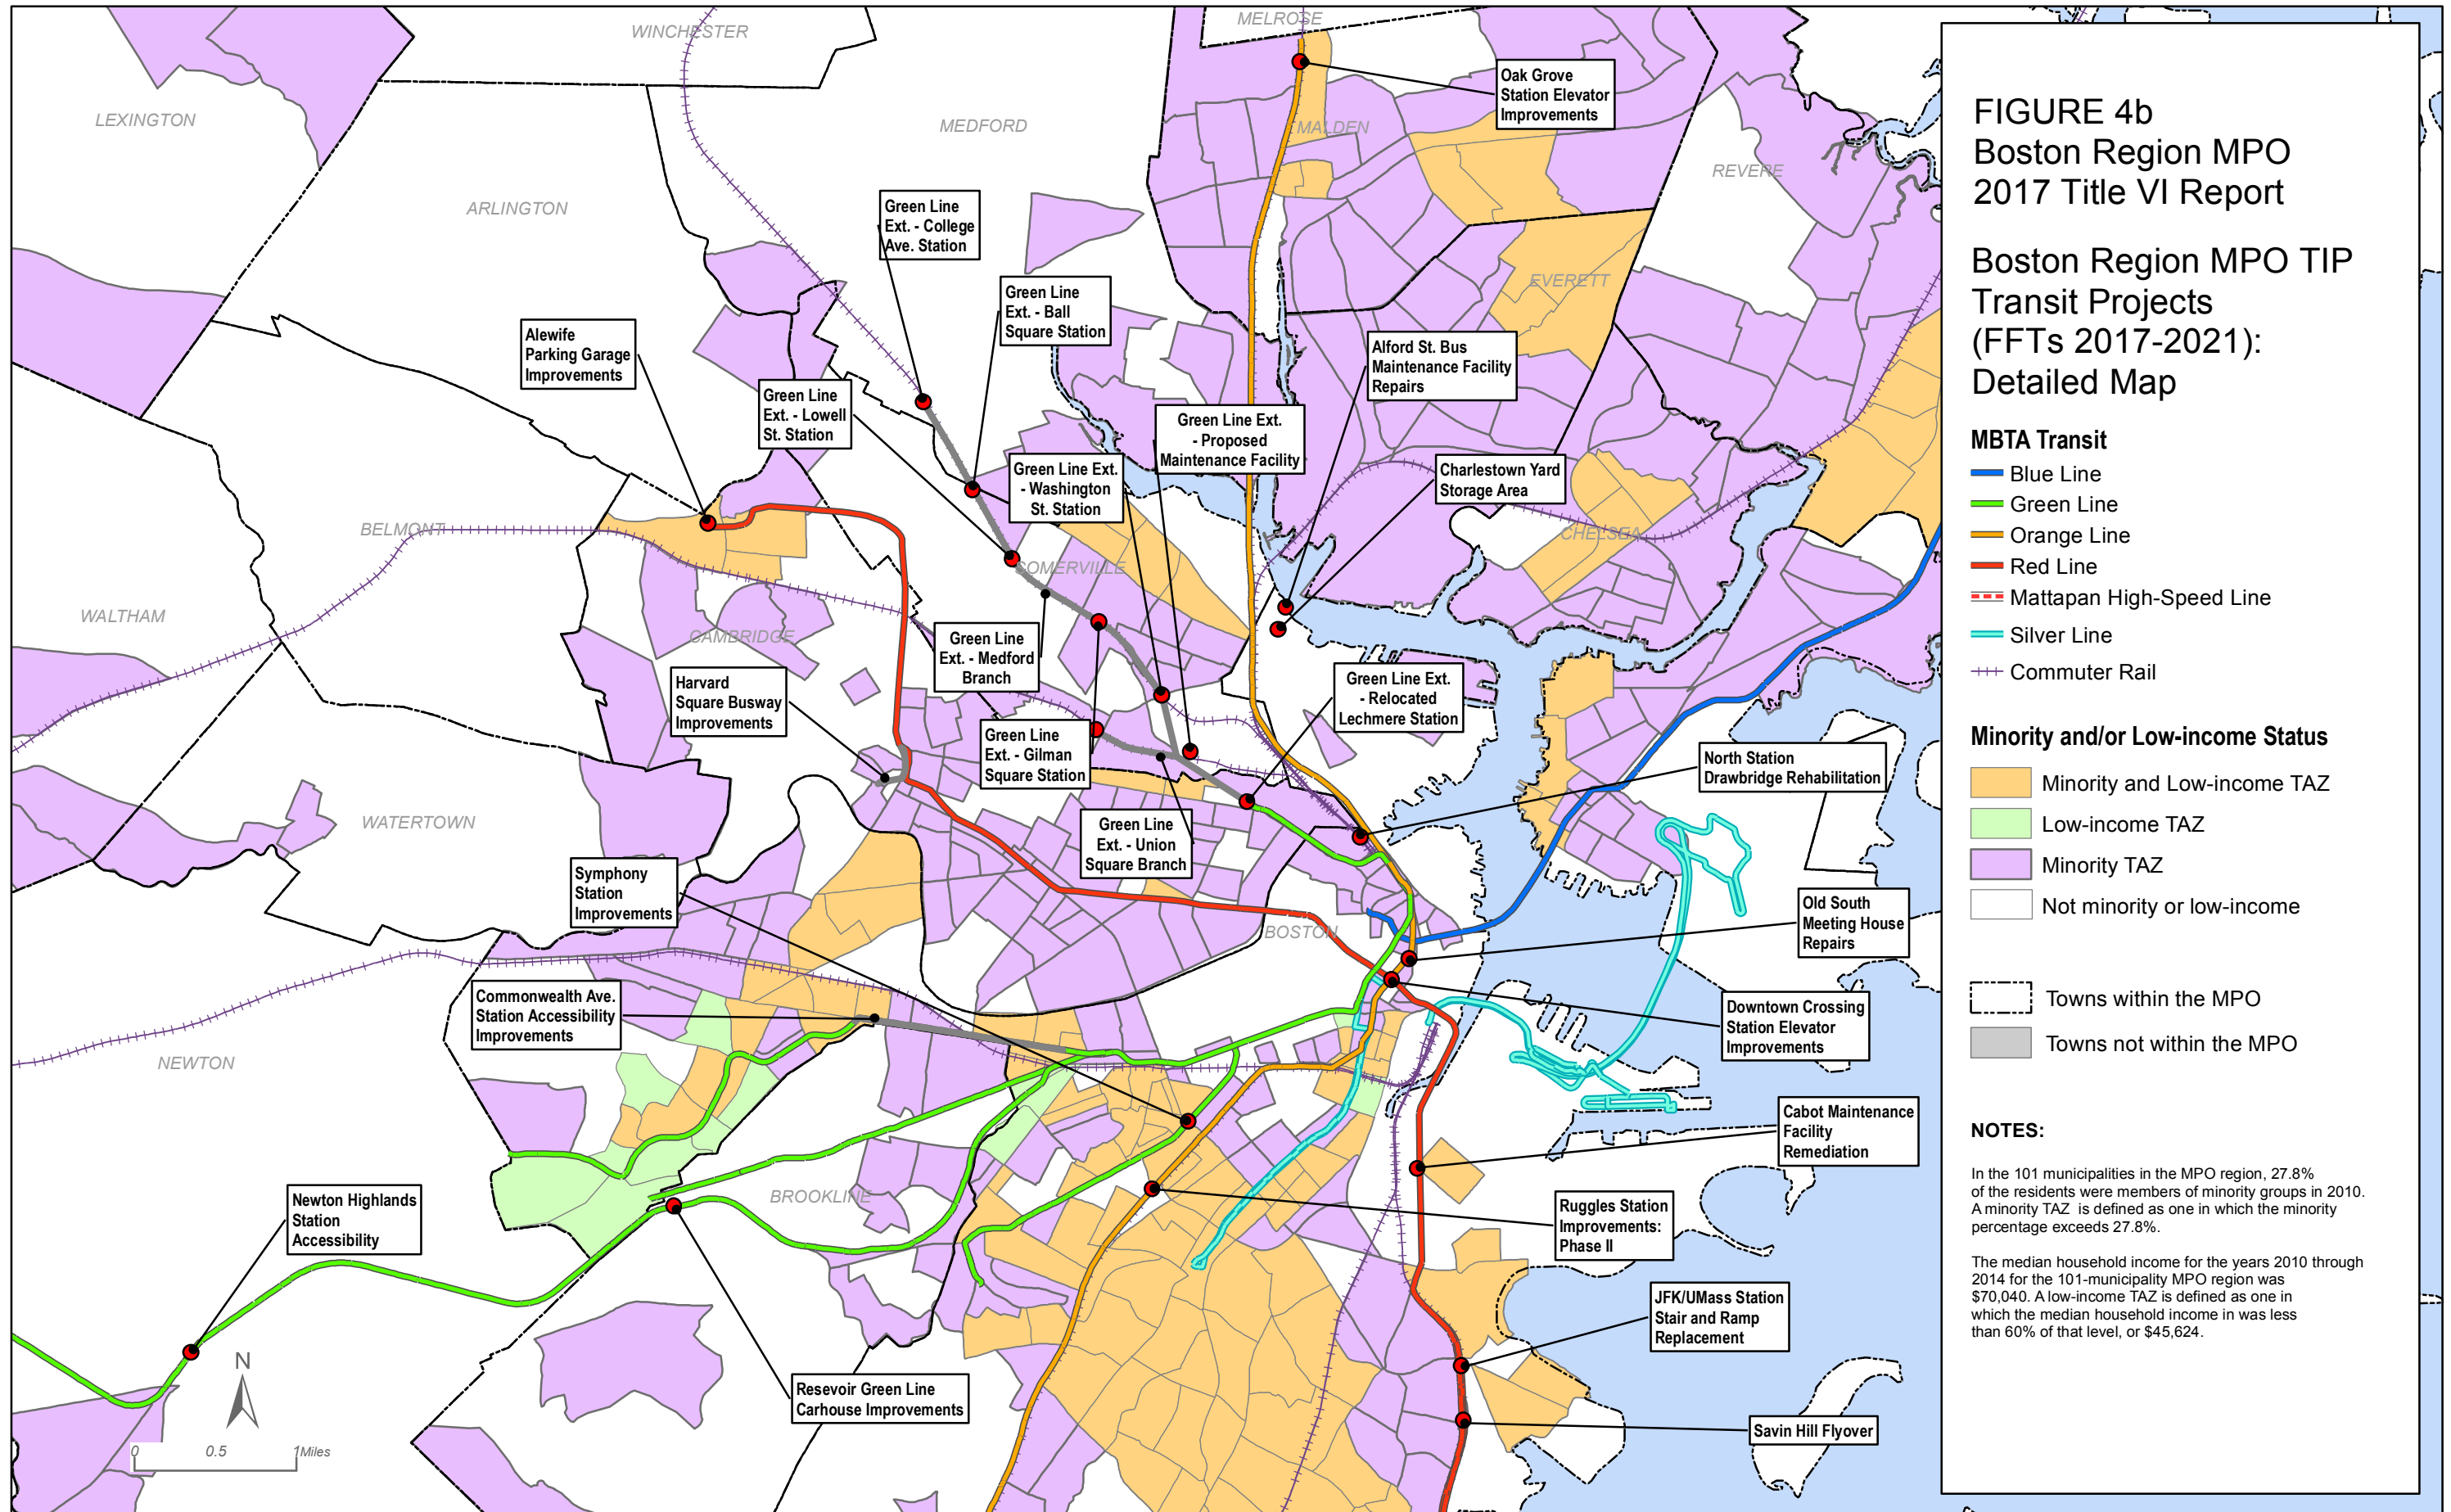 WINCHESTER
MELROSE
LEXINGTON
MEDFORD
MALDEN
REVERE
ARLINGTON
EVERETT
BELMONT
SOMERVILLE
CHELSEA
WALTHAM
CAMBRIDGE
WATERTOWN
BOSTON
NEWTON
BROOKLINE
Oak Grove
Station Elevator
Improvements
Green Line
Ext. - College
Ave. Station
Green Line
Ext. - Ball
Square Station
Alewife
Parking Garage
Improvements
Green Line
Ext. - Lowell
St. Station
Alford St. Bus
Maintenance Facility
Repairs
Green Line Ext.
- Proposed
Maintenance Facility
Green Line Ext.
- Washington
St. Station
Charlestown Yard
Storage Area
Green Line
Ext. - Medford
Branch
Harvard
Square Busway
Improvements
Green Line Ext.
- Relocated
Lechmere Station
Green Line
Ext. - Gilman
Square Station
North Station
Drawbridge Rehabilitation
Green Line
Ext. - Union
Square Branch
Symphony
Station
Improvements
Old South
Meeting House
Repairs
Commonwealth Ave.
Station Accessibility
Improvements
Downtown Crossing
Station Elevator
Improvements
Cabot Maintenance
Facility
Remediation
Newton Highlands
Station
Accessibility
Ruggles Station
Improvements:
Phase II
JFK/UMass Station
Stair and Ramp
Replacement
Resevoir Green Line
Carhouse Improvements
Savin Hill Flyover
N
0 0.5 1 Miles
FIGURE 4b
Boston Region MPO
2017 Title VI Report
Boston Region MPO TIP
Transit Projects
(FFTs 2017-2021):
Detailed Map
MBTA Transit
Blue Line
Green Line
Orange Line
Red Line
Mattapan High-Speed Line
Silver Line
Commuter Rail
Minority and/or Low-income Status
Minority and Low-income TAZ
Low-income TAZ
Minority TAZ
Not minority or low-income
Towns within the MPO
Towns not within the MPO
NOTES:
In the 101 municipalities in the MPO region, 27.8%
of the residents were members of minority groups in 2010.
A minority TAZ is defined as one in which the minority
percentage exceeds 27.8%.
The median household income for the years 2010 through
2014 for the 101-municipality MPO region was
$70,040. A low-income TAZ is defined as one in
which the median household income in was less
than 60% of that level, or $45,624.